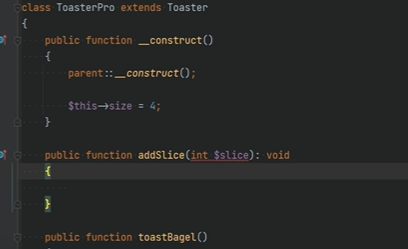 class ToasterPro extends Toaster
{
public function __construct()
{
parent::__construct();
$this→size = 4;
}
public function addSlice(int $slice): void
{
}
public function toastBagel()